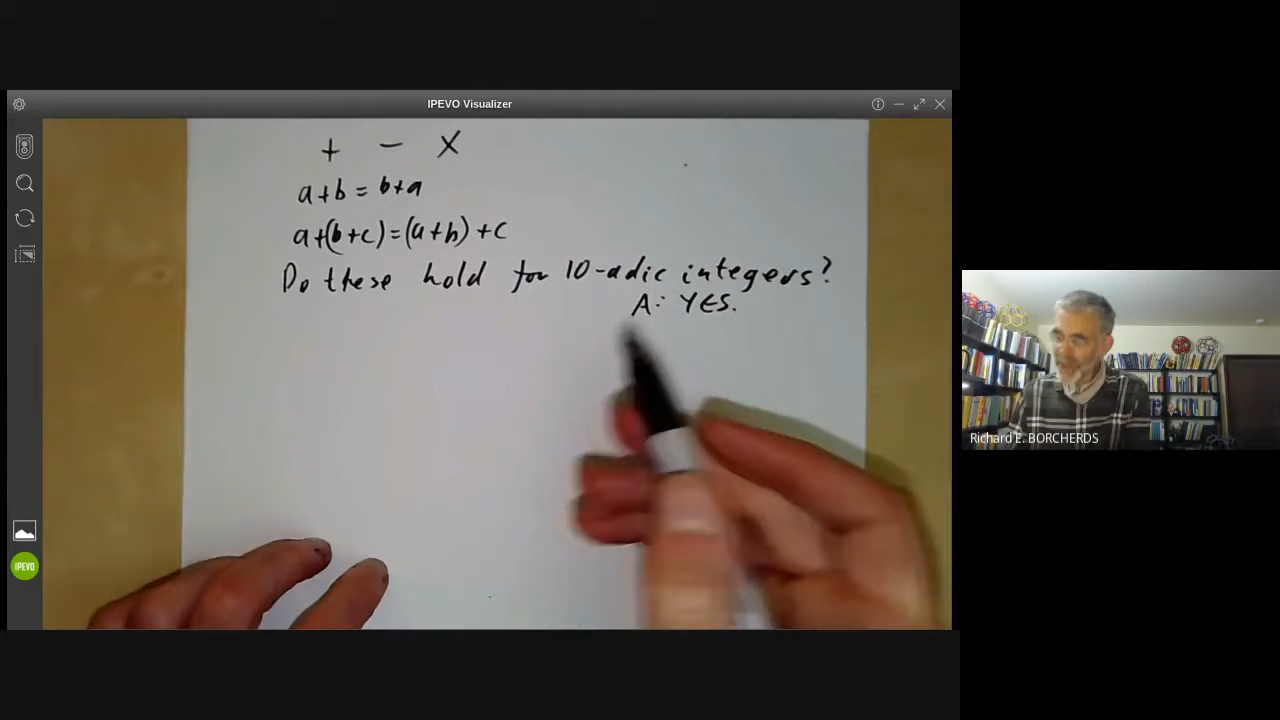 IPEVO Visualizer
+ − ×
a+b = b+a
a+(b+c)=(a+b)+c
Do these hold for 10-adic integers?
A: YES.
Richard E. BORCHERDS
IPEVO